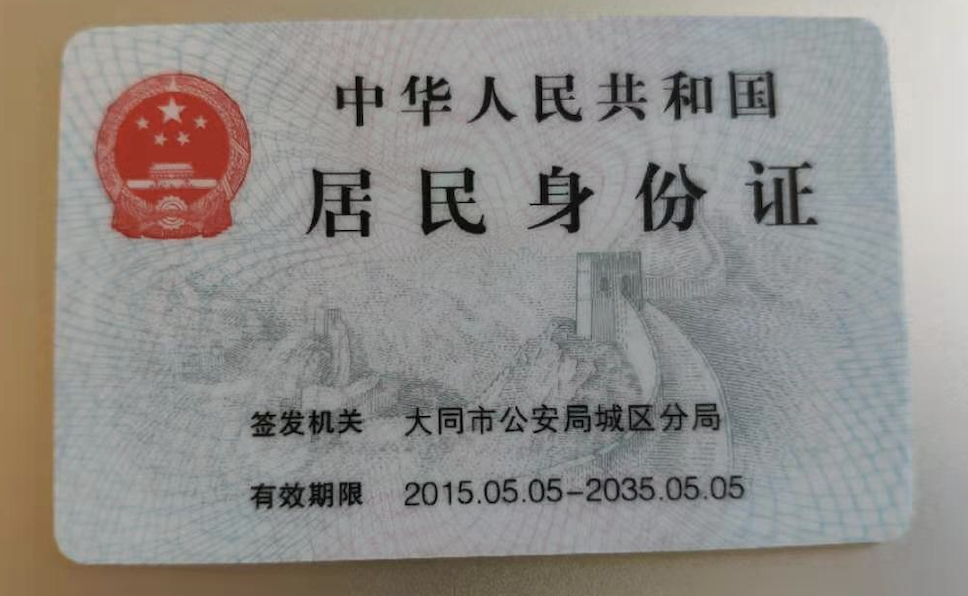 中华人民共和国
居民身份证
签发机关 大同市公安局城区分局
有效期限 2015.05.05-2035.05.05